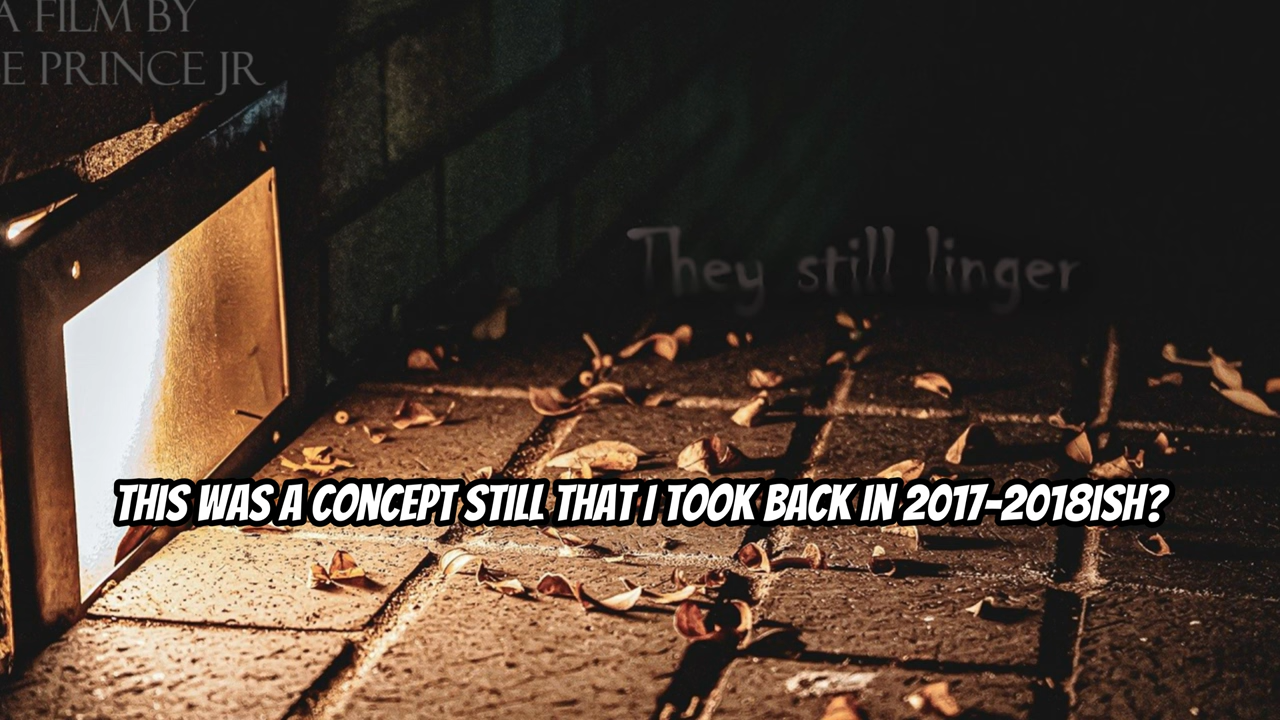 A FILM BY
E PRINCE JR
They still linger
THIS WAS A CONCEPT STILL THAT I TOOK BACK IN 2017-2018ISH?